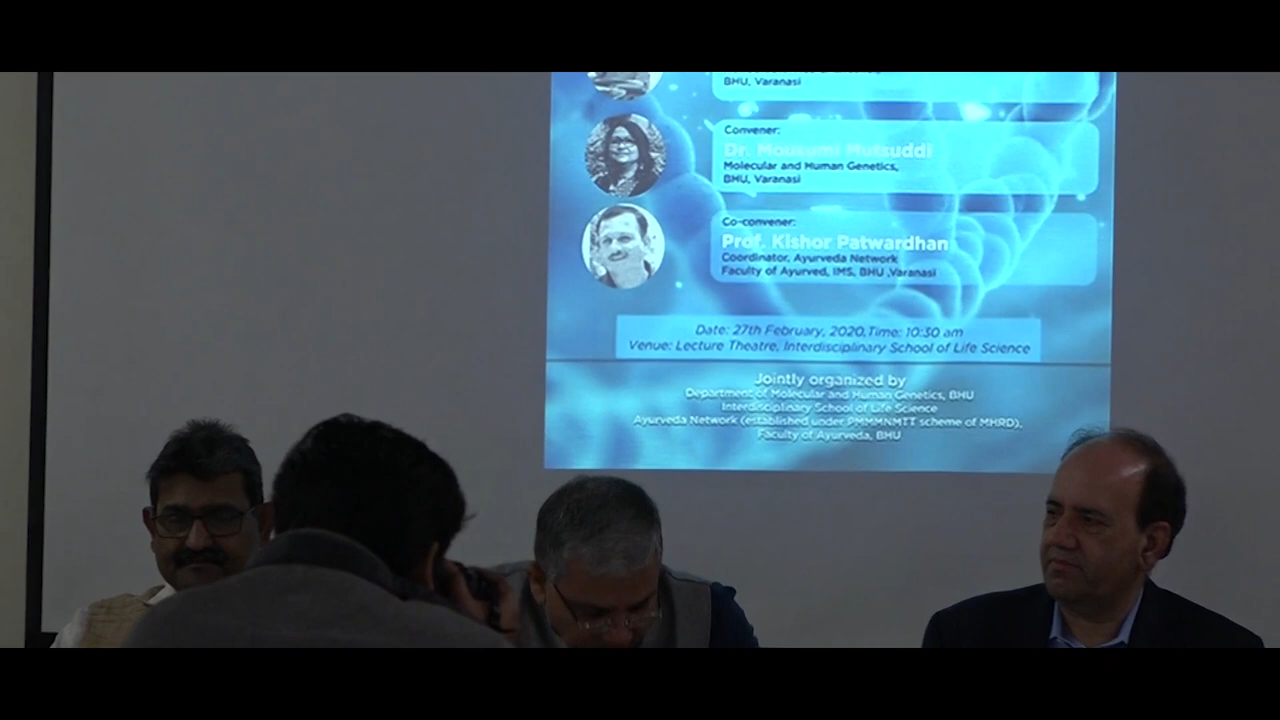 BHU, Varanasi
Convener:
Dr. Mousumi Mutsuddi
Molecular and Human Genetics,
BHU, Varanasi
Co-convener:
Prof. Kishor Patwardhan
Coordinator, Ayurveda Network
Faculty of Ayurved, IMS, BHU ,Varanasi
Date: 27th February, 2020,Time: 10:30 am
Venue: Lecture Theatre, Interdisciplinary School of Life Science
Jointly organized by
Department of Molecular and Human Genetics, BHU
Interdisciplinary School of Life Science
Ayurveda Network (established under PMMMNMTT scheme of MHRD),
Faculty of Ayurveda, BHU